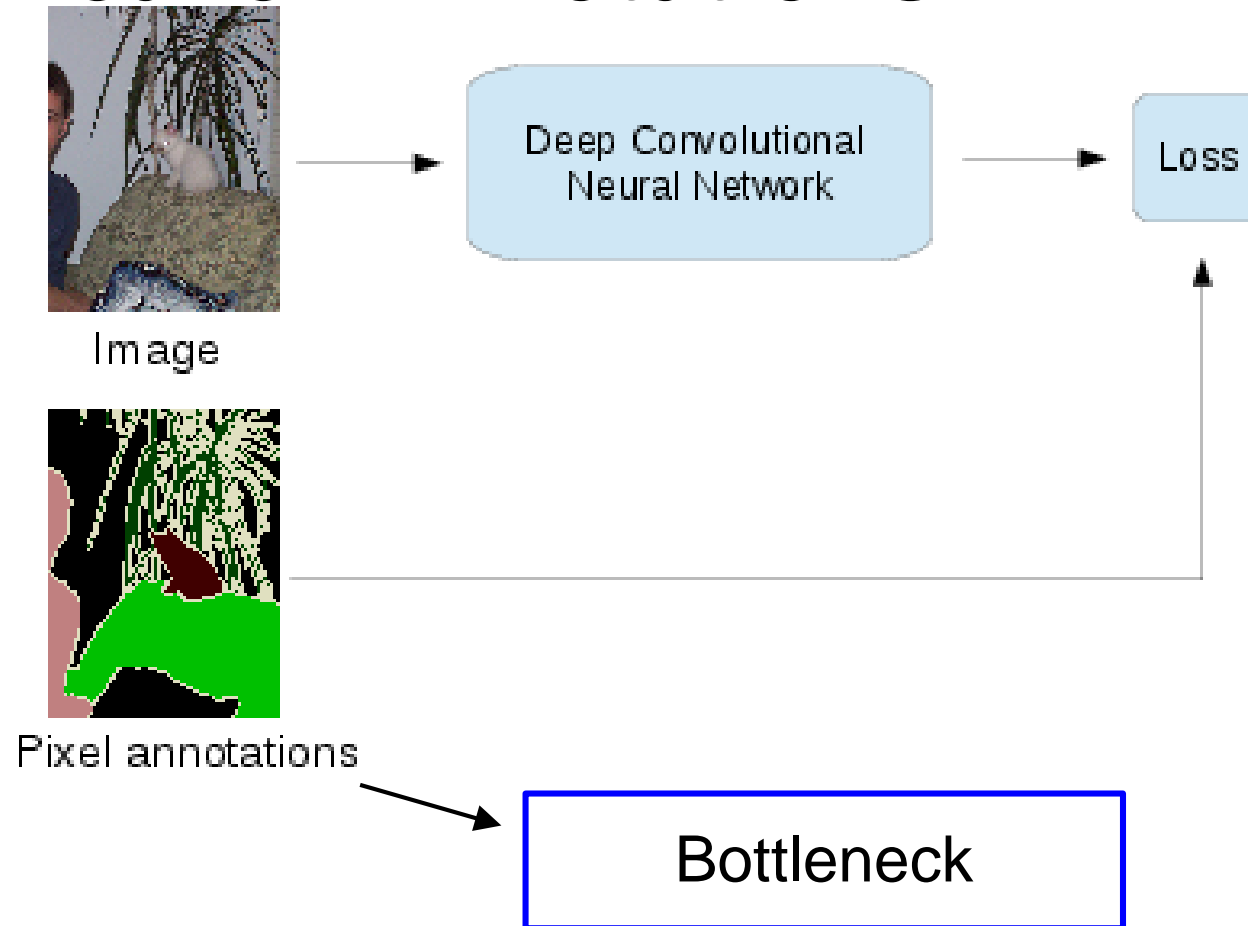 Deep Convolutional
Neural Network
Loss
Image
Pixel annotations
Bottleneck